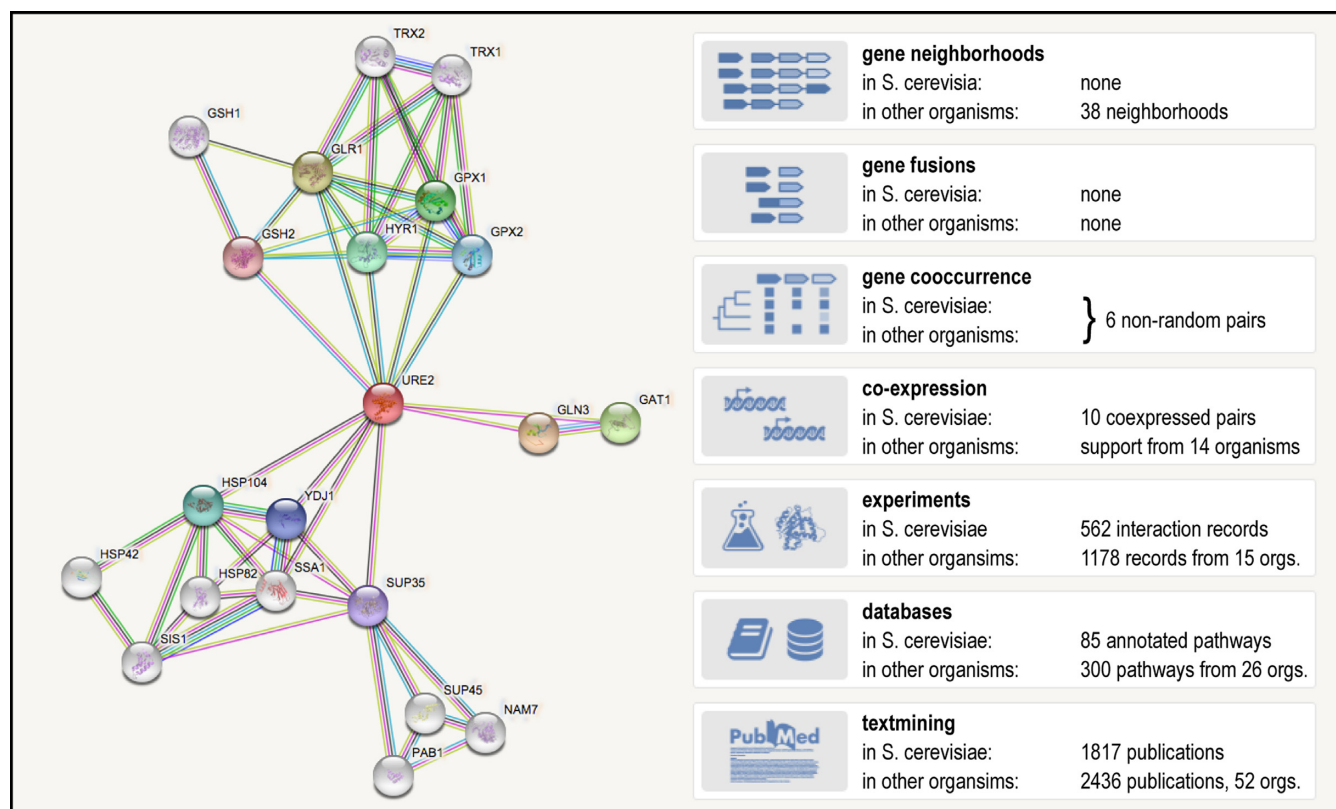 TRX2
TRX1
GSH1
GLR1
GPX1
GSH2
HYR1
GPX2
URE2
GLN3
GAT1
HSP104
YDJ1
HSP42
HSP82
SSA1
SUP35
SIS1
SUP45
NAM7
PAB1
gene neighborhoods
in S. cerevisia: none
in other organisms: 38 neighborhoods
gene fusions
in S. cerevisia: none
in other organisms: none
gene cooccurrence
in S. cerevisiae:
} 6 non-random pairs
in other organisms:
co-expression
in S. cerevisiae: 10 coexpressed pairs
in other organisms: support from 14 organisms
experiments
in S. cerevisiae 562 interaction records
in other organsims: 1178 records from 15 orgs.
databases
in S. cerevisiae: 85 annotated pathways
in other organisms: 300 pathways from 26 orgs.
PubMed
textmining
in S. cerevisiae: 1817 publications
in other organsims: 2436 publications, 52 orgs.